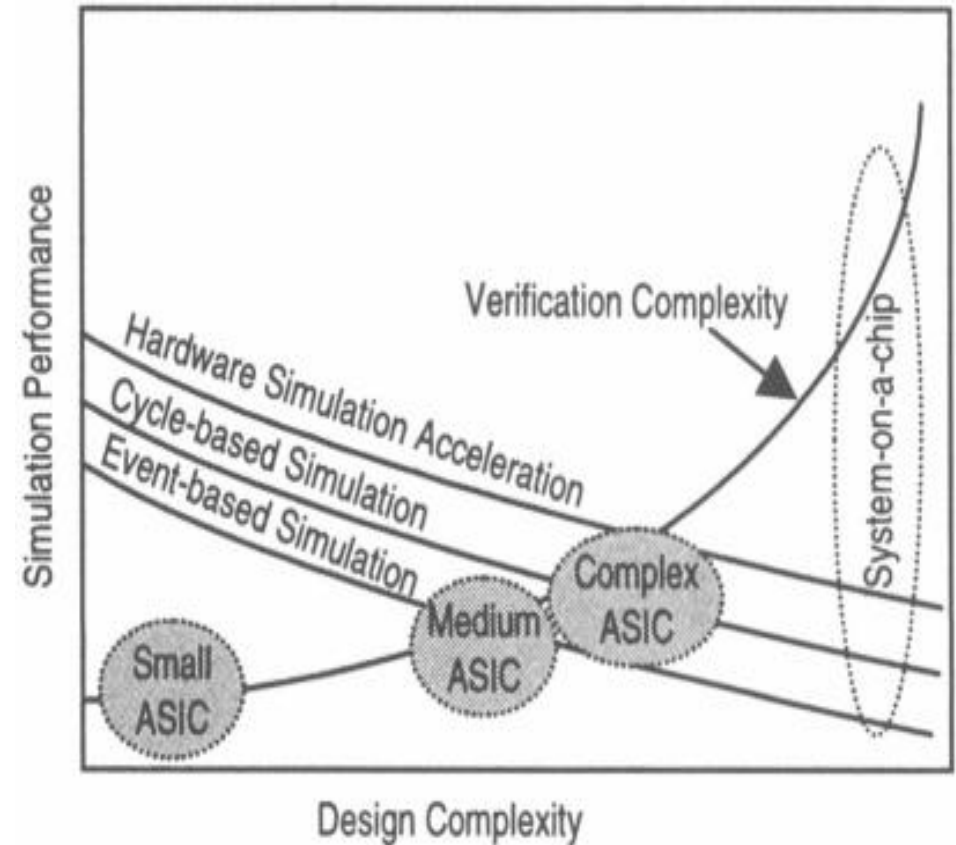 Simulation Performance
Verification Complexity
Hardware Simulation Acceleration
Cycle-based Simulation
Event-based Simulation
System-on-a-chip
Small
ASIC
Medium
ASIC
Complex
ASIC
Design Complexity